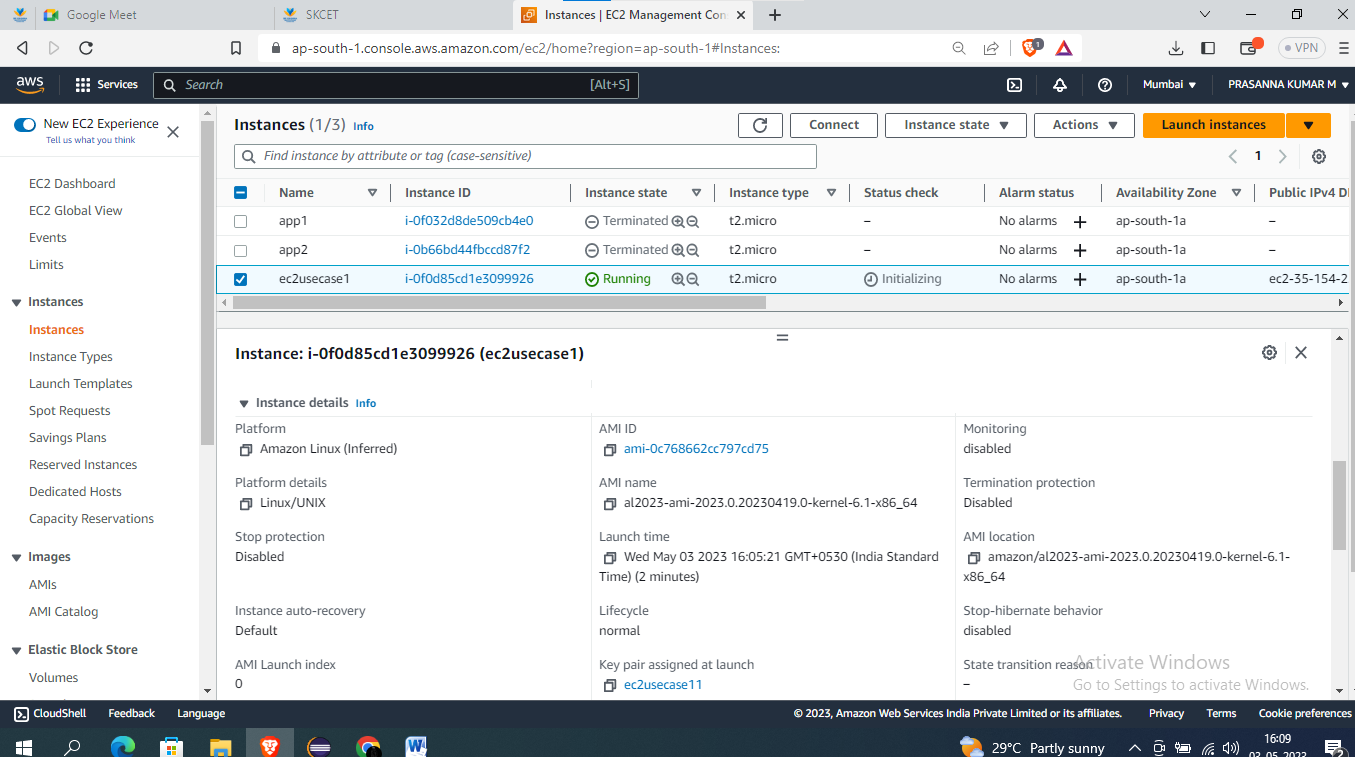 Google Meet
SKCET
Instances | EC2 Management Con
ap-south-1.console.aws.amazon.com/ec2/home?region=ap-south-1#Instances:
1
VPN
aws
Services
Search
[Alt+S]
Mumbai
PRASANNA KUMAR M
New EC2 Experience
Tell us what you think
EC2 Dashboard
EC2 Global View
Events
Limits
Instances
Instances
Instance Types
Launch Templates
Spot Requests
Savings Plans
Reserved Instances
Dedicated Hosts
Capacity Reservations
Images
AMIs
AMI Catalog
Elastic Block Store
Volumes
Instances (1/3) Info
Connect
Instance state
Actions
Launch instances
Find instance by attribute or tag (case-sensitive)
1
Name Instance ID Instance state Instance type Status check Alarm status Availability Zone Public IPv4 D
app1 i-0f032d8de509cb4e0 Terminated t2.micro – No alarms + ap-south-1a –
app2 i-0b66bd44fbccd87f2 Terminated t2.micro – No alarms + ap-south-1a –
ec2usecase1 i-0f0d85cd1e3099926 Running t2.micro Initializing No alarms + ap-south-1a ec2-35-154-2
Instance: i-0f0d85cd1e3099926 (ec2usecase1)
Instance details Info
Platform
Amazon Linux (Inferred)
AMI ID
ami-0c768662cc797cd75
Monitoring
disabled
Platform details
Linux/UNIX
AMI name
al2023-ami-2023.0.20230419.0-kernel-6.1-x86_64
Termination protection
Disabled
Stop protection
Disabled
Launch time
Wed May 03 2023 16:05:21 GMT+0530 (India Standard
Time) (2 minutes)
AMI location
amazon/al2023-ami-2023.0.20230419.0-kernel-6.1-
x86_64
Instance auto-recovery
Default
Lifecycle
normal
Stop-hibernate behavior
disabled
AMI Launch index
0
Key pair assigned at launch
ec2usecase11
State transition reason
–
Activate Windows
Go to Settings to activate Windows.
CloudShell
Feedback
Language
© 2023, Amazon Web Services India Private Limited or its affiliates.
Privacy
Terms
Cookie preferences
29°C Partly sunny
16:09
03-05-2023
2